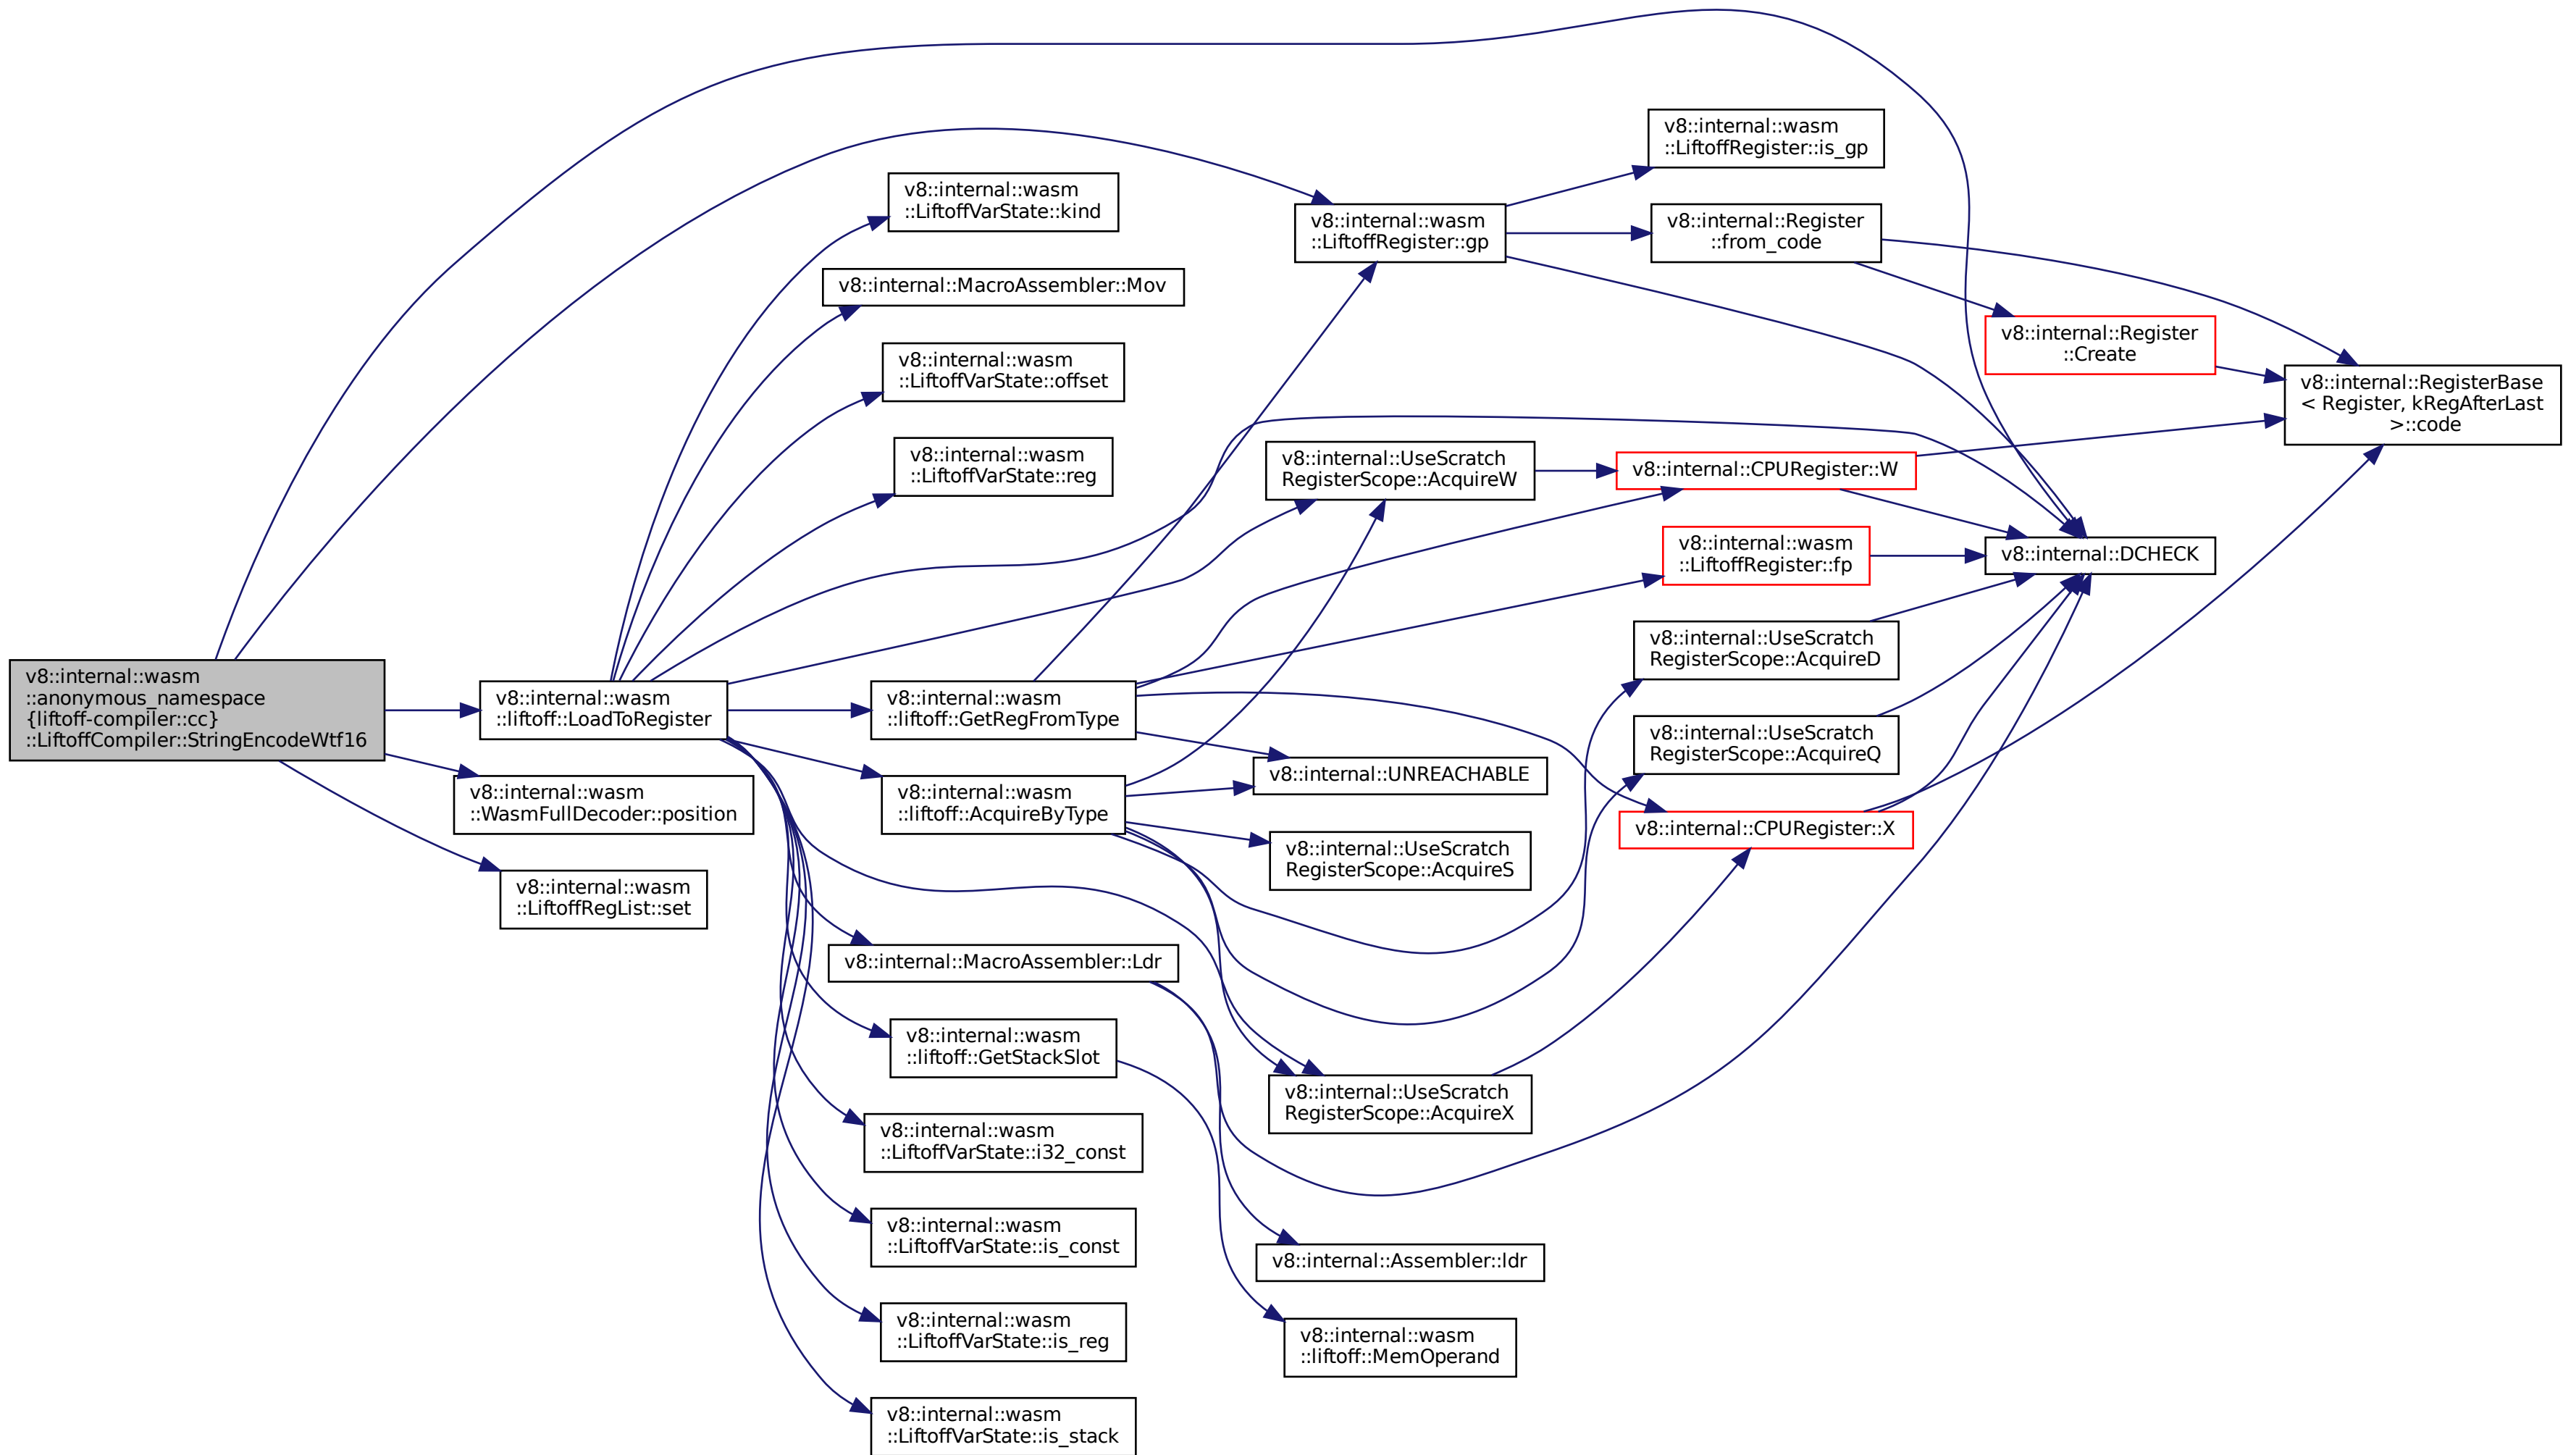 v8::internal::wasm
::anonymous_namespace
{liftoff-compiler::cc}
::LiftoffCompiler::StringEncodeWtf16
v8::internal::wasm
::liftoff::LoadToRegister
v8::internal::wasm
::WasmFullDecoder::position
v8::internal::wasm
::LiftoffRegList::set
v8::internal::wasm
::LiftoffVarState::kind
v8::internal::MacroAssembler::Mov
v8::internal::wasm
::LiftoffVarState::offset
v8::internal::wasm
::LiftoffVarState::reg
v8::internal::wasm
::liftoff::GetRegFromType
v8::internal::wasm
::liftoff::AcquireByType
v8::internal::MacroAssembler::Ldr
v8::internal::wasm
::liftoff::GetStackSlot
v8::internal::wasm
::LiftoffVarState::i32_const
v8::internal::wasm
::LiftoffVarState::is_const
v8::internal::wasm
::LiftoffVarState::is_reg
v8::internal::wasm
::LiftoffVarState::is_stack
v8::internal::wasm
::LiftoffRegister::gp
v8::internal::UseScratch
RegisterScope::AcquireW
v8::internal::UNREACHABLE
v8::internal::UseScratch
RegisterScope::AcquireS
v8::internal::UseScratch
RegisterScope::AcquireX
v8::internal::Assembler::ldr
v8::internal::wasm
::liftoff::MemOperand
v8::internal::wasm
::LiftoffRegister::is_gp
v8::internal::Register
::from_code
v8::internal::CPURegister::W
v8::internal::wasm
::LiftoffRegister::fp
v8::internal::UseScratch
RegisterScope::AcquireD
v8::internal::UseScratch
RegisterScope::AcquireQ
v8::internal::CPURegister::X
v8::internal::Register
::Create
v8::internal::DCHECK
v8::internal::RegisterBase
< Register, kRegAfterLast
>::code